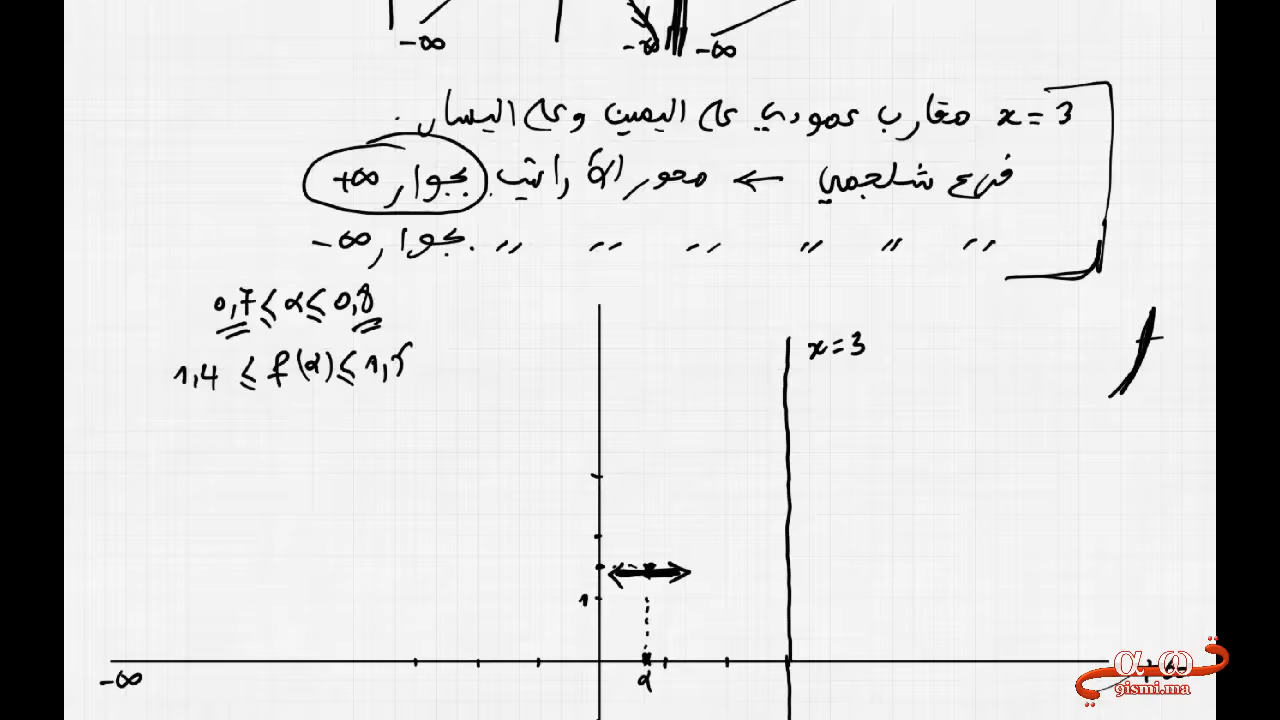 -∞ -∞ -∞
x = 3 مقارب عمودي على اليمين وعلى اليسار.
فرع شلجمي ← محور الأراتيب بجوار +∞
" " " " " " بجوار -∞
0,7 ≤ α ≤ 0,8
1,4 ≤ f(α) ≤ 1,5
x = 3
1
-∞
α
α ω
9ismi.ma